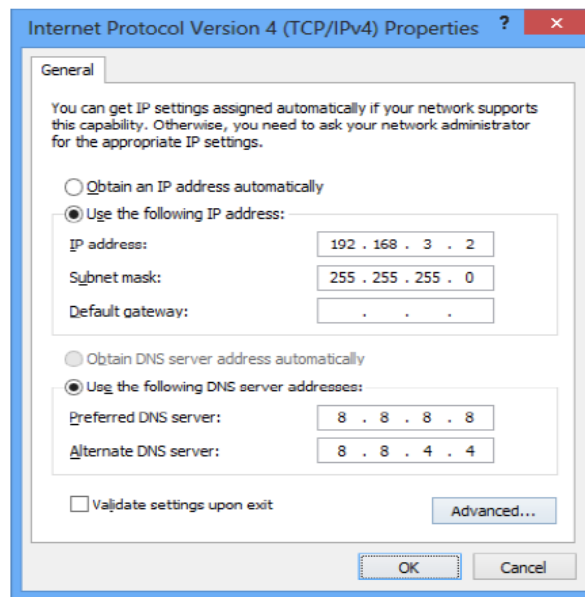 Internet Protocol Version 4 (TCP/IPv4) Properties ? ×
General
You can get IP settings assigned automatically if your network supports
this capability. Otherwise, you need to ask your network administrator
for the appropriate IP settings.
Obtain an IP address automatically
Use the following IP address:
IP address: 192 . 168 . 3 . 2
Subnet mask: 255 . 255 . 255 . 0
Default gateway: . . .
Obtain DNS server address automatically
Use the following DNS server addresses:
Preferred DNS server: 8 . 8 . 8 . 8
Alternate DNS server: 8 . 8 . 4 . 4
Validate settings upon exit
Advanced...
OK Cancel